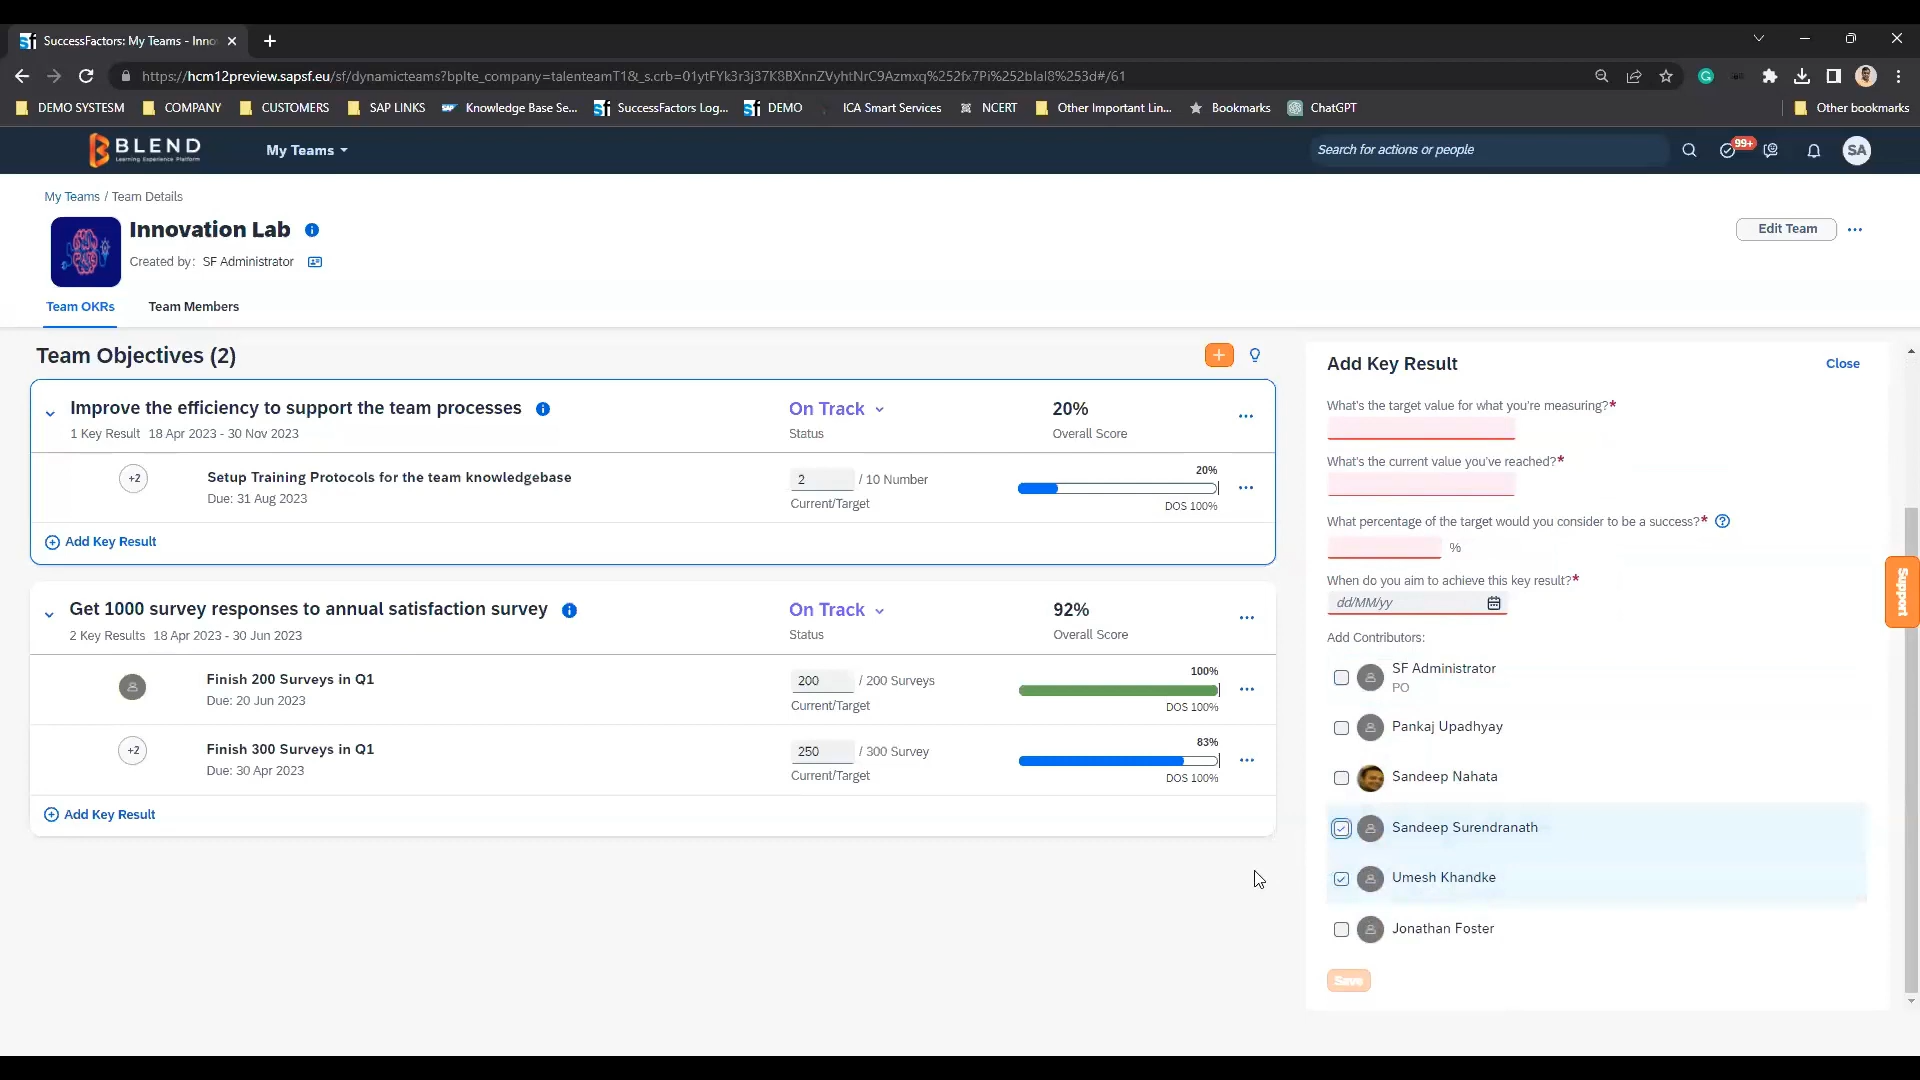 SuccessFactors: My Teams - Inno
https://hcm12preview.sapsf.eu/sf/dynamicteams?bplte_company=talenteamT1&_s.crb=01ytFYk3r3j37K8BXnnZVyhtNrC9Azmxq%252fx7Pi%252blaI8%253d#/61
DEMO SYSTESM
COMPANY
CUSTOMERS
SAP LINKS
Knowledge Base Se...
SuccessFactors Log...
DEMO
ICA Smart Services
NCERT
Other Important Lin...
Bookmarks
ChatGPT
Other bookmarks
BLEND
Learning Experience Platform
My Teams
Search for actions or people
99+
SA
My Teams / Team Details
Innovation Lab
Created by: SF Administrator
Edit Team
Team OKRs
Team Members
Team Objectives (2)
Improve the efficiency to support the team processes
1 Key Result 18 Apr 2023 - 30 Nov 2023
On Track
Status
20%
Overall Score
+2
Setup Training Protocols for the team knowledgebase
Due: 31 Aug 2023
2 / 10 Number
Current/Target
20%
DOS 100%
Add Key Result
Get 1000 survey responses to annual satisfaction survey
2 Key Results 18 Apr 2023 - 30 Jun 2023
On Track
Status
92%
Overall Score
Finish 200 Surveys in Q1
Due: 20 Jun 2023
200 / 200 Surveys
Current/Target
100%
DOS 100%
+2
Finish 300 Surveys in Q1
Due: 30 Apr 2023
250 / 300 Survey
Current/Target
83%
DOS 100%
Add Key Result
Add Key Result
Close
What's the target value for what you're measuring?*
What's the current value you've reached?*
What percentage of the target would you consider to be a success?*
%
When do you aim to achieve this key result?*
dd/MM/yy
Add Contributors:
SF Administrator
PO
Pankaj Upadhyay
Sandeep Nahata
Sandeep Surendranath
Umesh Khandke
Jonathan Foster
Save
Support